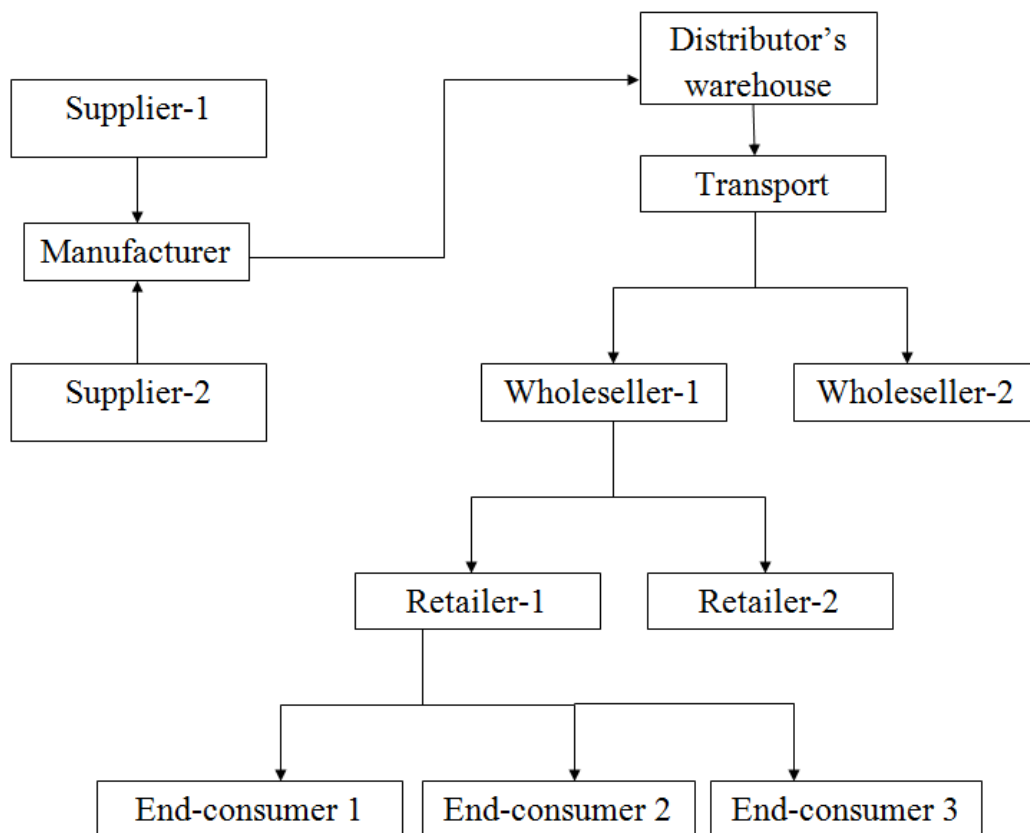 Distributor’s
warehouse
Supplier-1
Transport
Manufacturer
Supplier-2
Wholeseller-1
Wholeseller-2
Retailer-1
Retailer-2
End-consumer 1
End-consumer 2
End-consumer 3